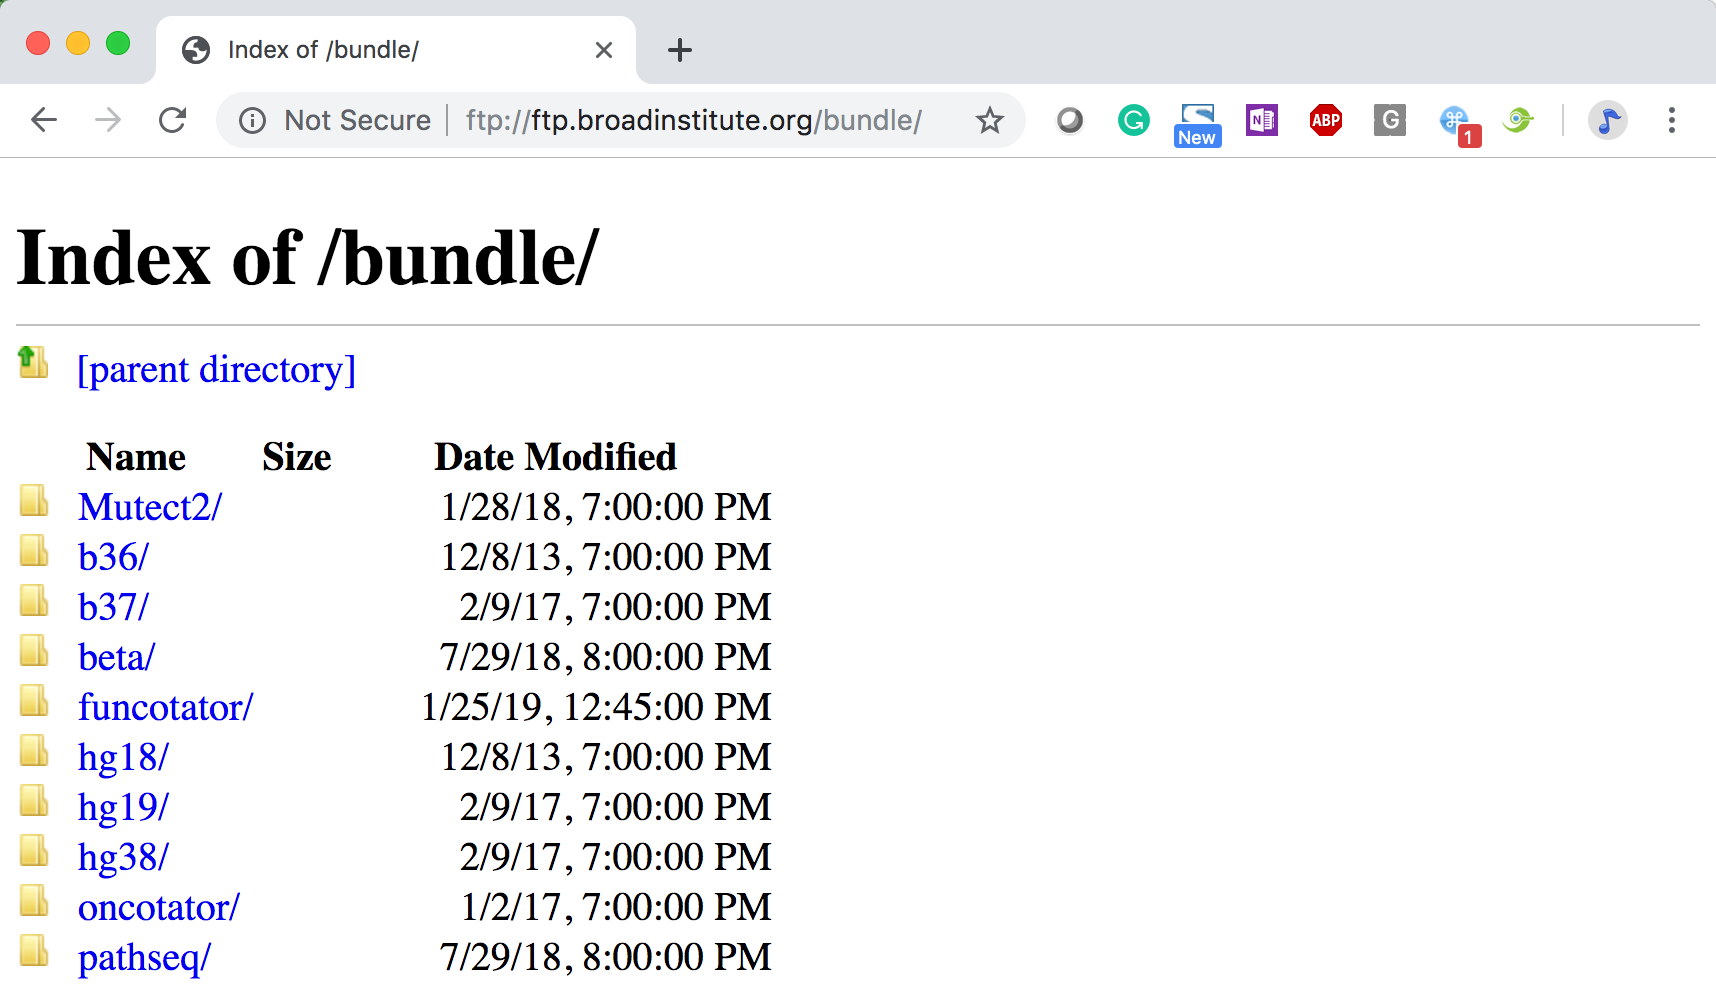 Index of /bundle/
Not Secure ftp://ftp.broadinstitute.org/bundle/ G New N ABP G 1
Index of /bundle/
[parent directory]
Name Size Date Modified
Mutect2/ 1/28/18, 7:00:00 PM
b36/ 12/8/13, 7:00:00 PM
b37/ 2/9/17, 7:00:00 PM
beta/ 7/29/18, 8:00:00 PM
funcotator/ 1/25/19, 12:45:00 PM
hg18/ 12/8/13, 7:00:00 PM
hg19/ 2/9/17, 7:00:00 PM
hg38/ 2/9/17, 7:00:00 PM
oncotator/ 1/2/17, 7:00:00 PM
pathseq/ 7/29/18, 8:00:00 PM